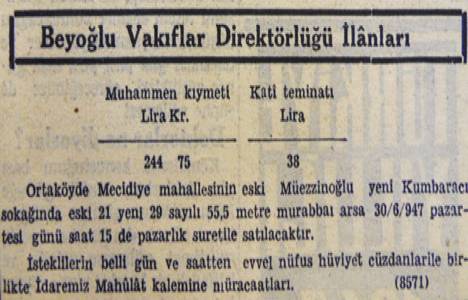 Beyoğlu Vakıflar Direktörlüğü İlânları
Muhammen kıymeti Kati teminatı
Lira Kr. Lira
244 75 38
Ortaköyde Mecidiye mahallesinin eski Müezzinoğlu yeni Kumbaracı
sokağında eski 21 yeni 29 sayılı 55,5 metre murabbaı arsa 30/6/947 pazar-
tesi günü saat 15 de pazarlık suretile satılacaktır.
İsteklilerin belli gün ve saatten evvel nüfus hüviyet cüzdanlarile bir-
likte İdaremiz Mahlûlât kalemine müracaatları. (8571)